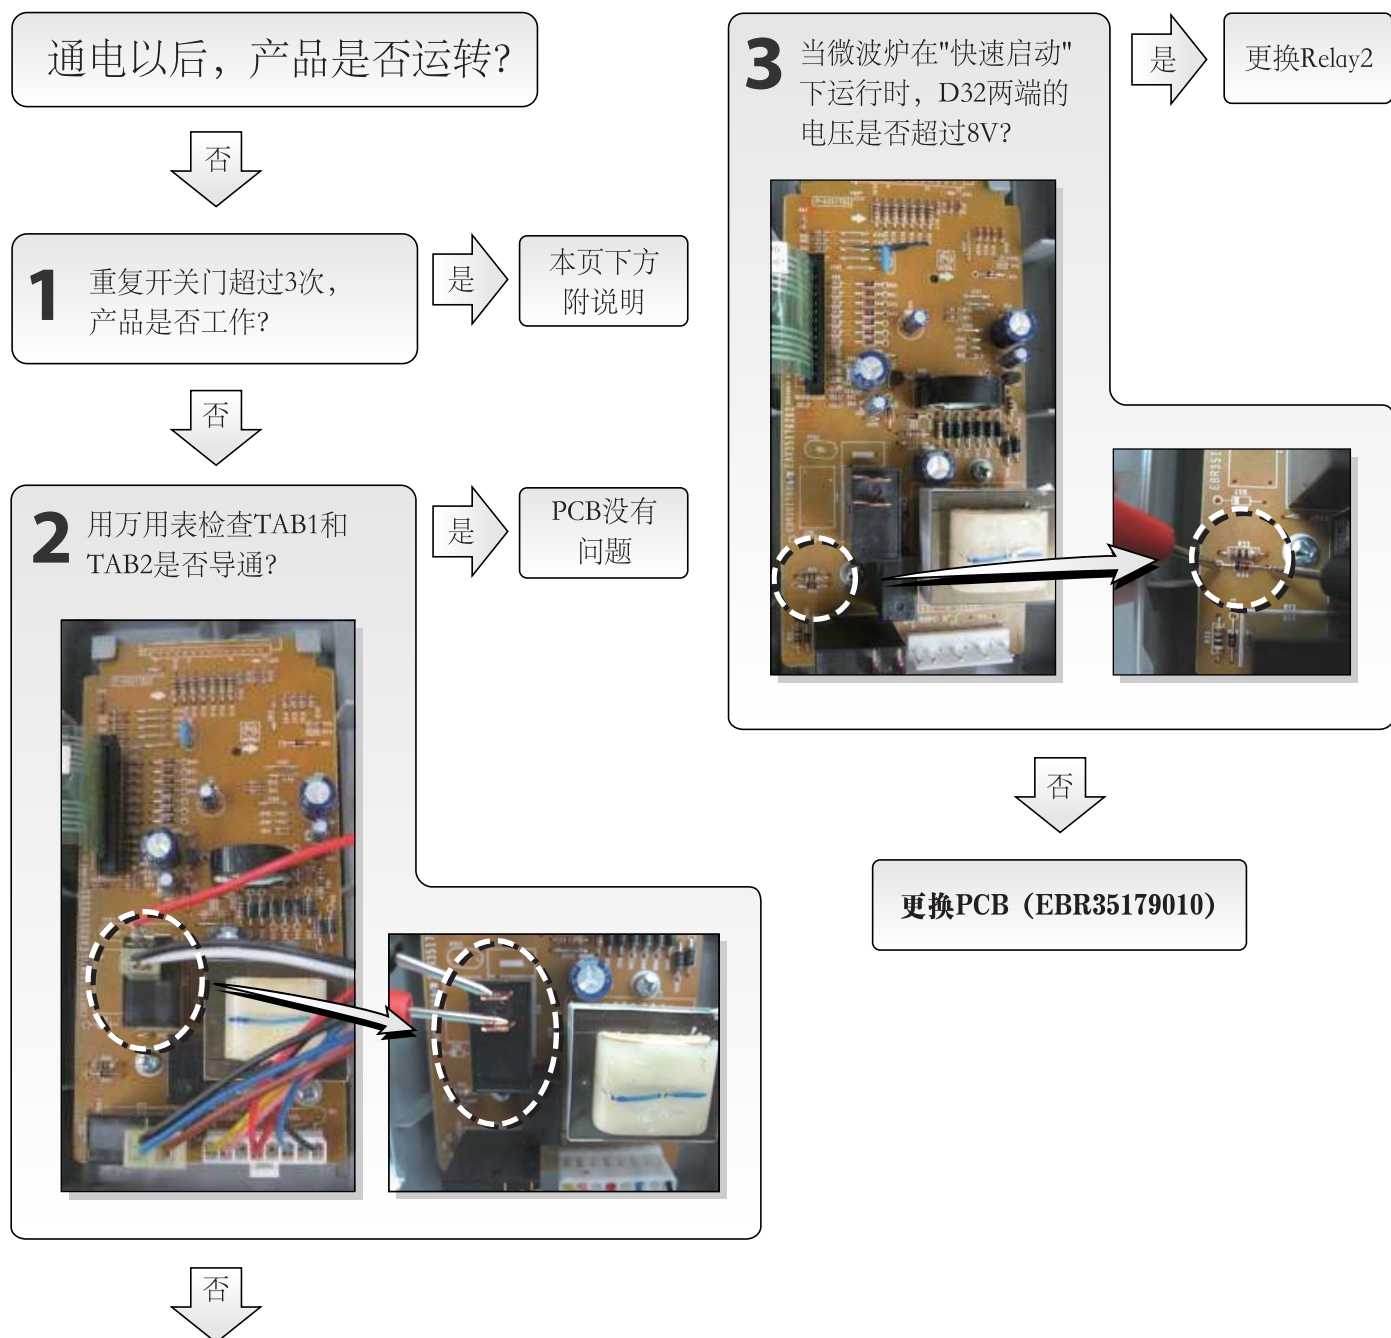 通电以后，产品是否运转?
否
1
重复开关门超过3次，
产品是否工作?
是
本页下方
附说明
否
2
用万用表检查TAB1和
TAB2是否导通?
是
PCB没有
问题
否
3
当微波炉在"快速启动"
下运行时，D32两端的
电压是否超过8V?
是
更换Relay2
否
更换PCB（EBR35179010）